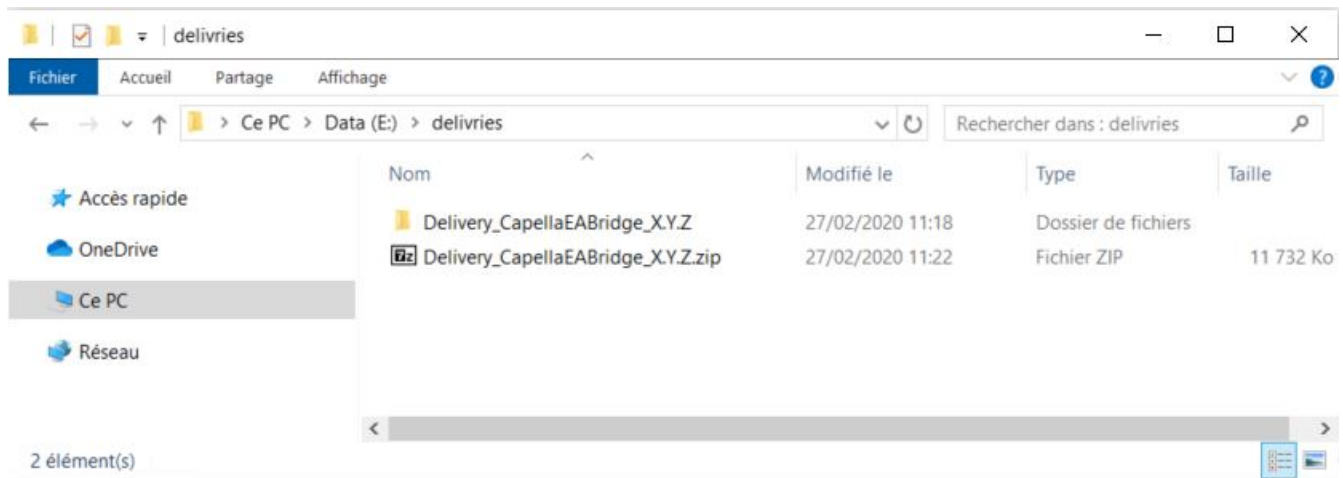 delivries
Fichier Accueil Partage Affichage
Ce PC > Data (E:) > delivries Rechercher dans : delivries
Nom Modifié le Type Taille
Accès rapide
Delivery_CapellaEABridge_X.Y.Z 27/02/2020 11:18 Dossier de fichiers
OneDrive
Delivery_CapellaEABridge_X.Y.Z.zip 27/02/2020 11:22 Fichier ZIP 11 732 Ko
Ce PC
Réseau
2 élément(s)